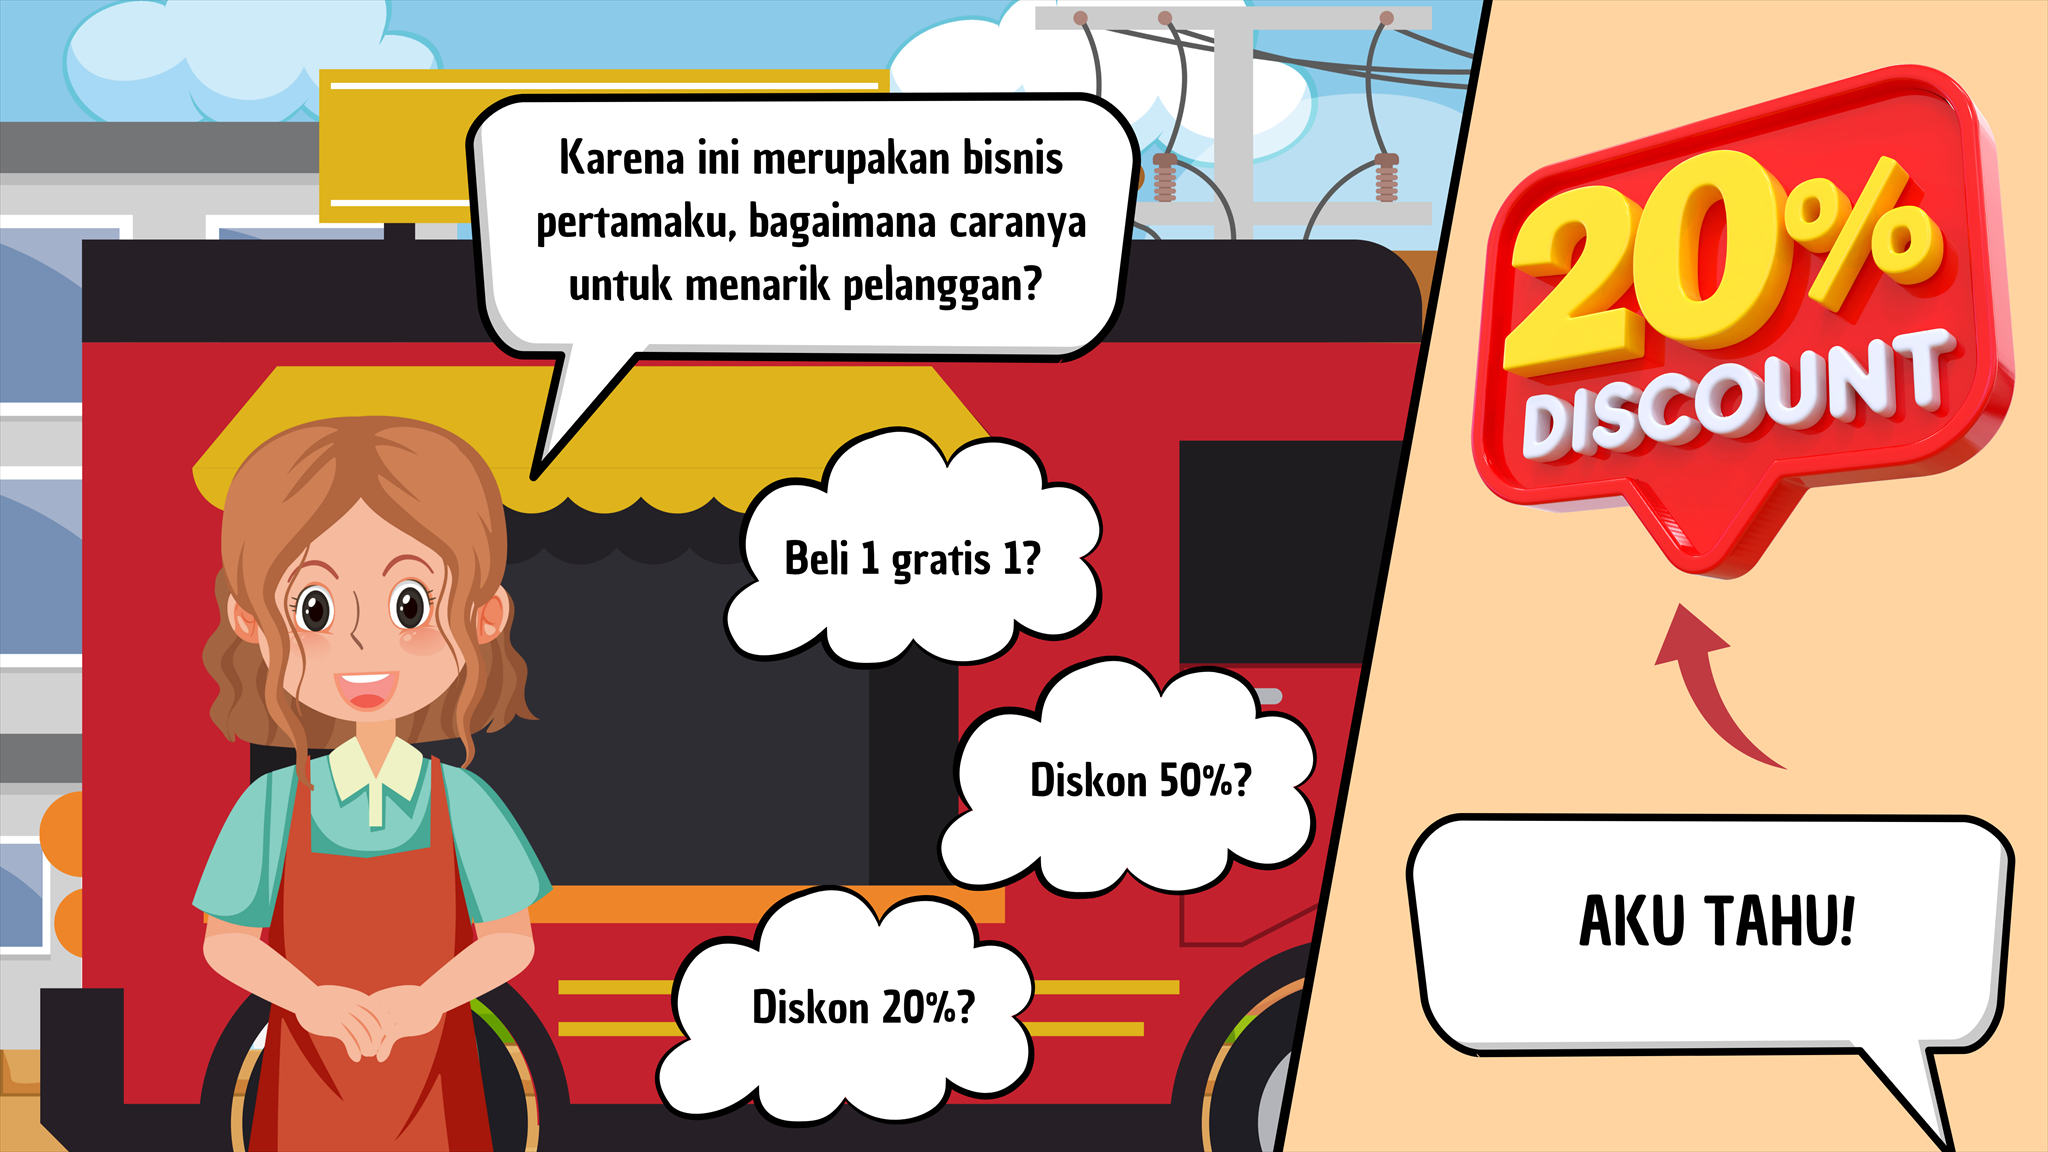 Karena ini merupakan bisnis
pertamaku, bagaimana caranya
untuk menarik pelanggan?
Beli 1 gratis 1?
Diskon 50%?
Diskon 20%?
20%
DISCOUNT
AKU TAHU!